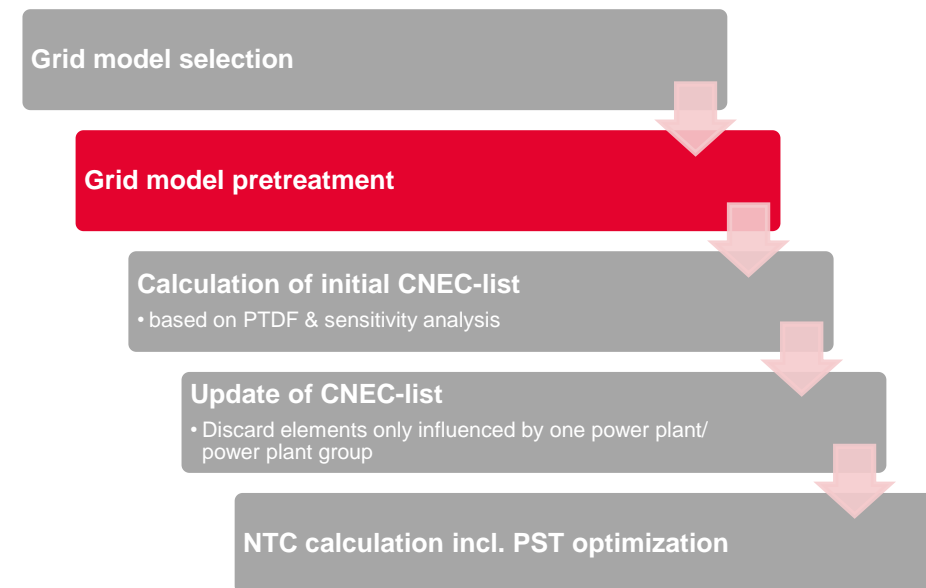 Grid model selection
Grid model pretreatment
Calculation of initial CNEC-list
• based on PTDF & sensitivity analysis
Update of CNEC-list
• Discard elements only influenced by one power plant/
power plant group
NTC calculation incl. PST optimization